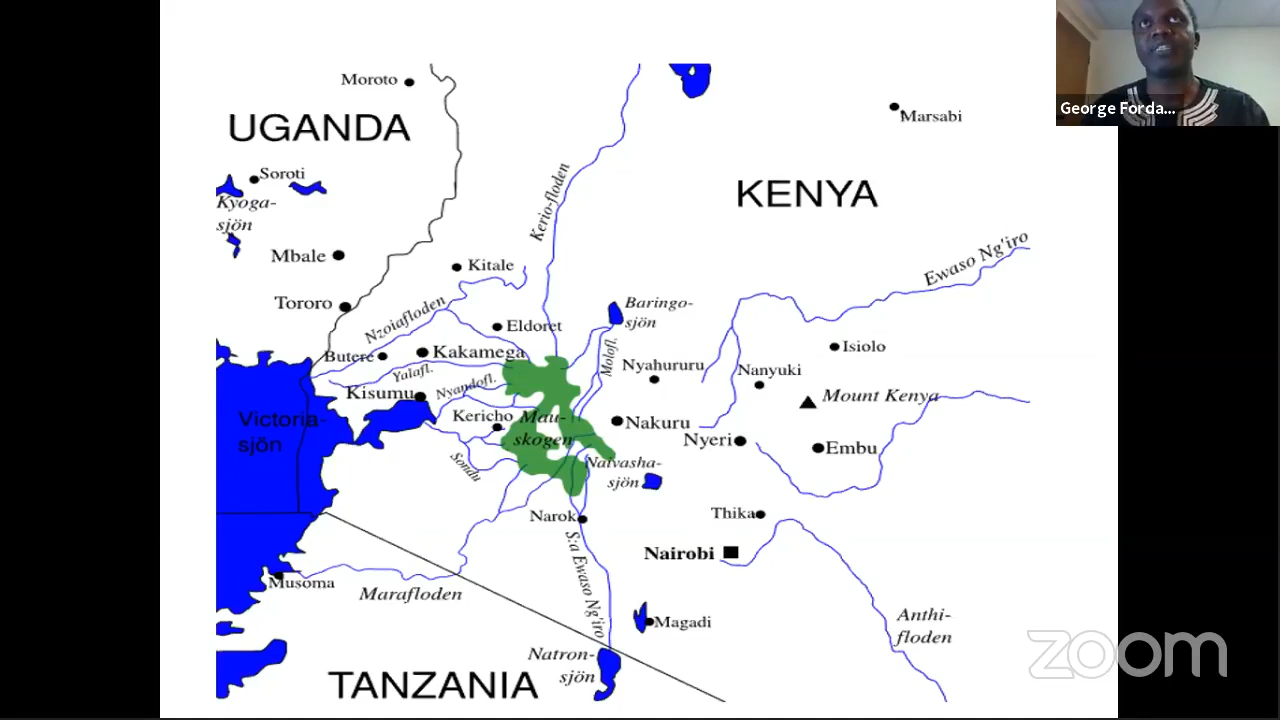 Moroto
George Forda...
Marsabi
UGANDA
Soroti
KENYA
Kyoga-
sjön
Kerio-floden
Mbale
Kitale
Ewaso Ng'iro
Tororo
Nzoiafloden
Baringo-
sjön
Eldoret
Molofl.
Butere
Kakamega
Isiolo
Nyahururu
Nanyuki
Yalafl.
Kisumu
Nyandofl.
Mount Kenya
Victoria-
sjön
Kericho
Mau-
skogen
Nakuru
Nyeri
Embu
Sondu
Naivasha-
sjön
Narok
Thika
S:a Ewaso Ng'iro
Nairobi
Musoma
Marafloden
Magadi
Anthi-
floden
Natron-
sjön
TANZANIA
zoom